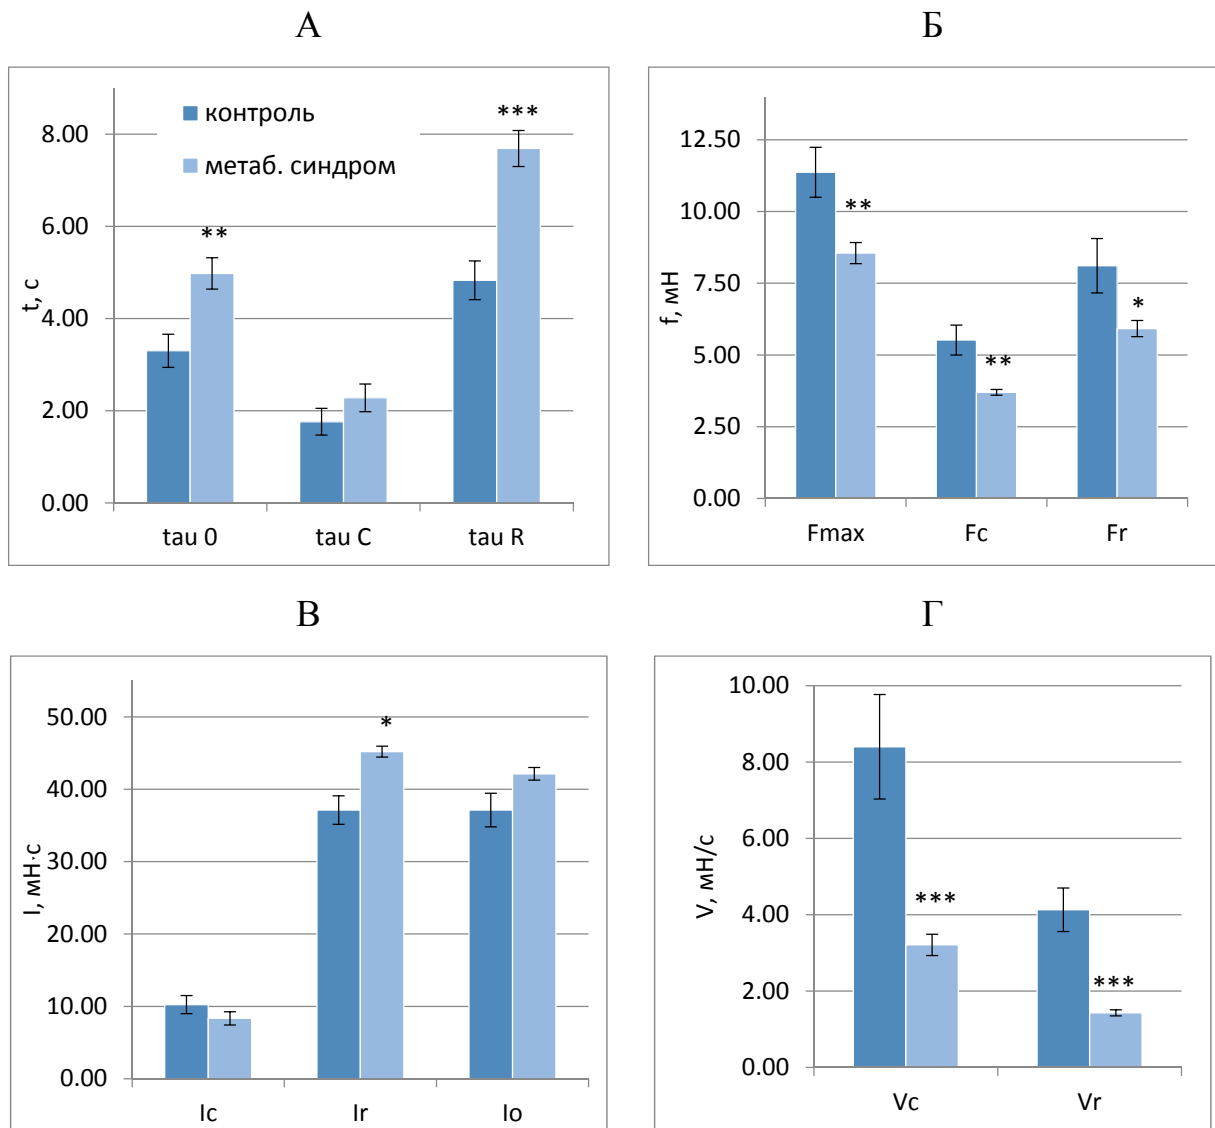 А
8.00
6.00
4.00
2.00
0.00
t, с
контроль
метаб. синдром
**
***
tau 0 tau C tau R
Б
12.50
10.00
7.50
5.00
2.50
0.00
f, мН
**
**
*
Fmax Fc Fr
В
50.00
40.00
30.00
20.00
10.00
0.00
I, мН·с
*
Ic Ir Io
Г
10.00
8.00
6.00
4.00
2.00
0.00
V, мН/с
***
***
Vc Vr